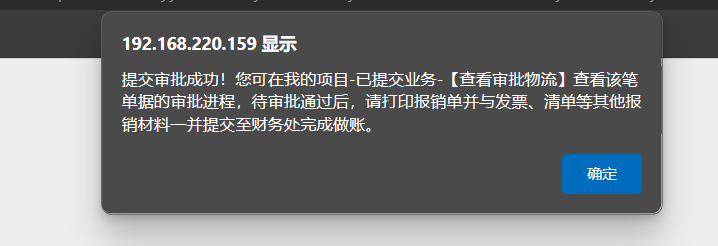 192.168.220.159 显示
提交审批成功！您可在我的项目-已提交业务-【查看审批物流】查看该笔
单据的审批进程，待审批通过后，请打印报销单并与发票、清单等其他报
销材料一并提交至财务处完成做账。
确定